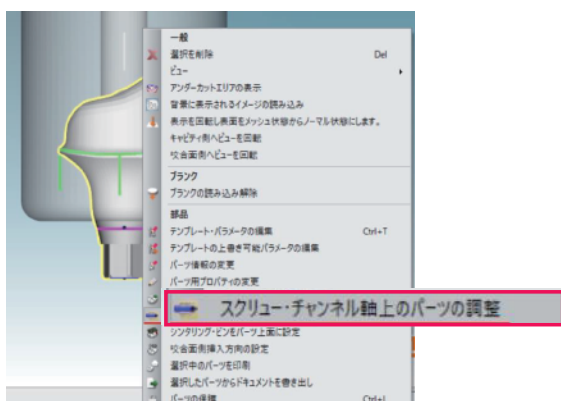 一般
選択を削除 Del
ビュー
アンダーカットエリアの表示
背景に表示されるイメージの読み込み
表示を回転し表面をメッシュ状態からノーマル状態にします。
キャビティ側へビューを回転
咬合面側へビューを回転
ブランク
ブランクの読み込み解除
部品
テンプレート・パラメータの編集 Ctrl+T
テンプレートの上書き可能パラメータの編集
パーツ情報の変更
パーツ用プロパティの変更
スクリュー・チャンネル軸上のパーツの調整
シンタリング・ピンをパーツ上面に設定
咬合面側挿入方向の設定
選択中のパーツを印刷
選択したパーツからドキュメントを書き出し
パーツの保護 Ctrl+L